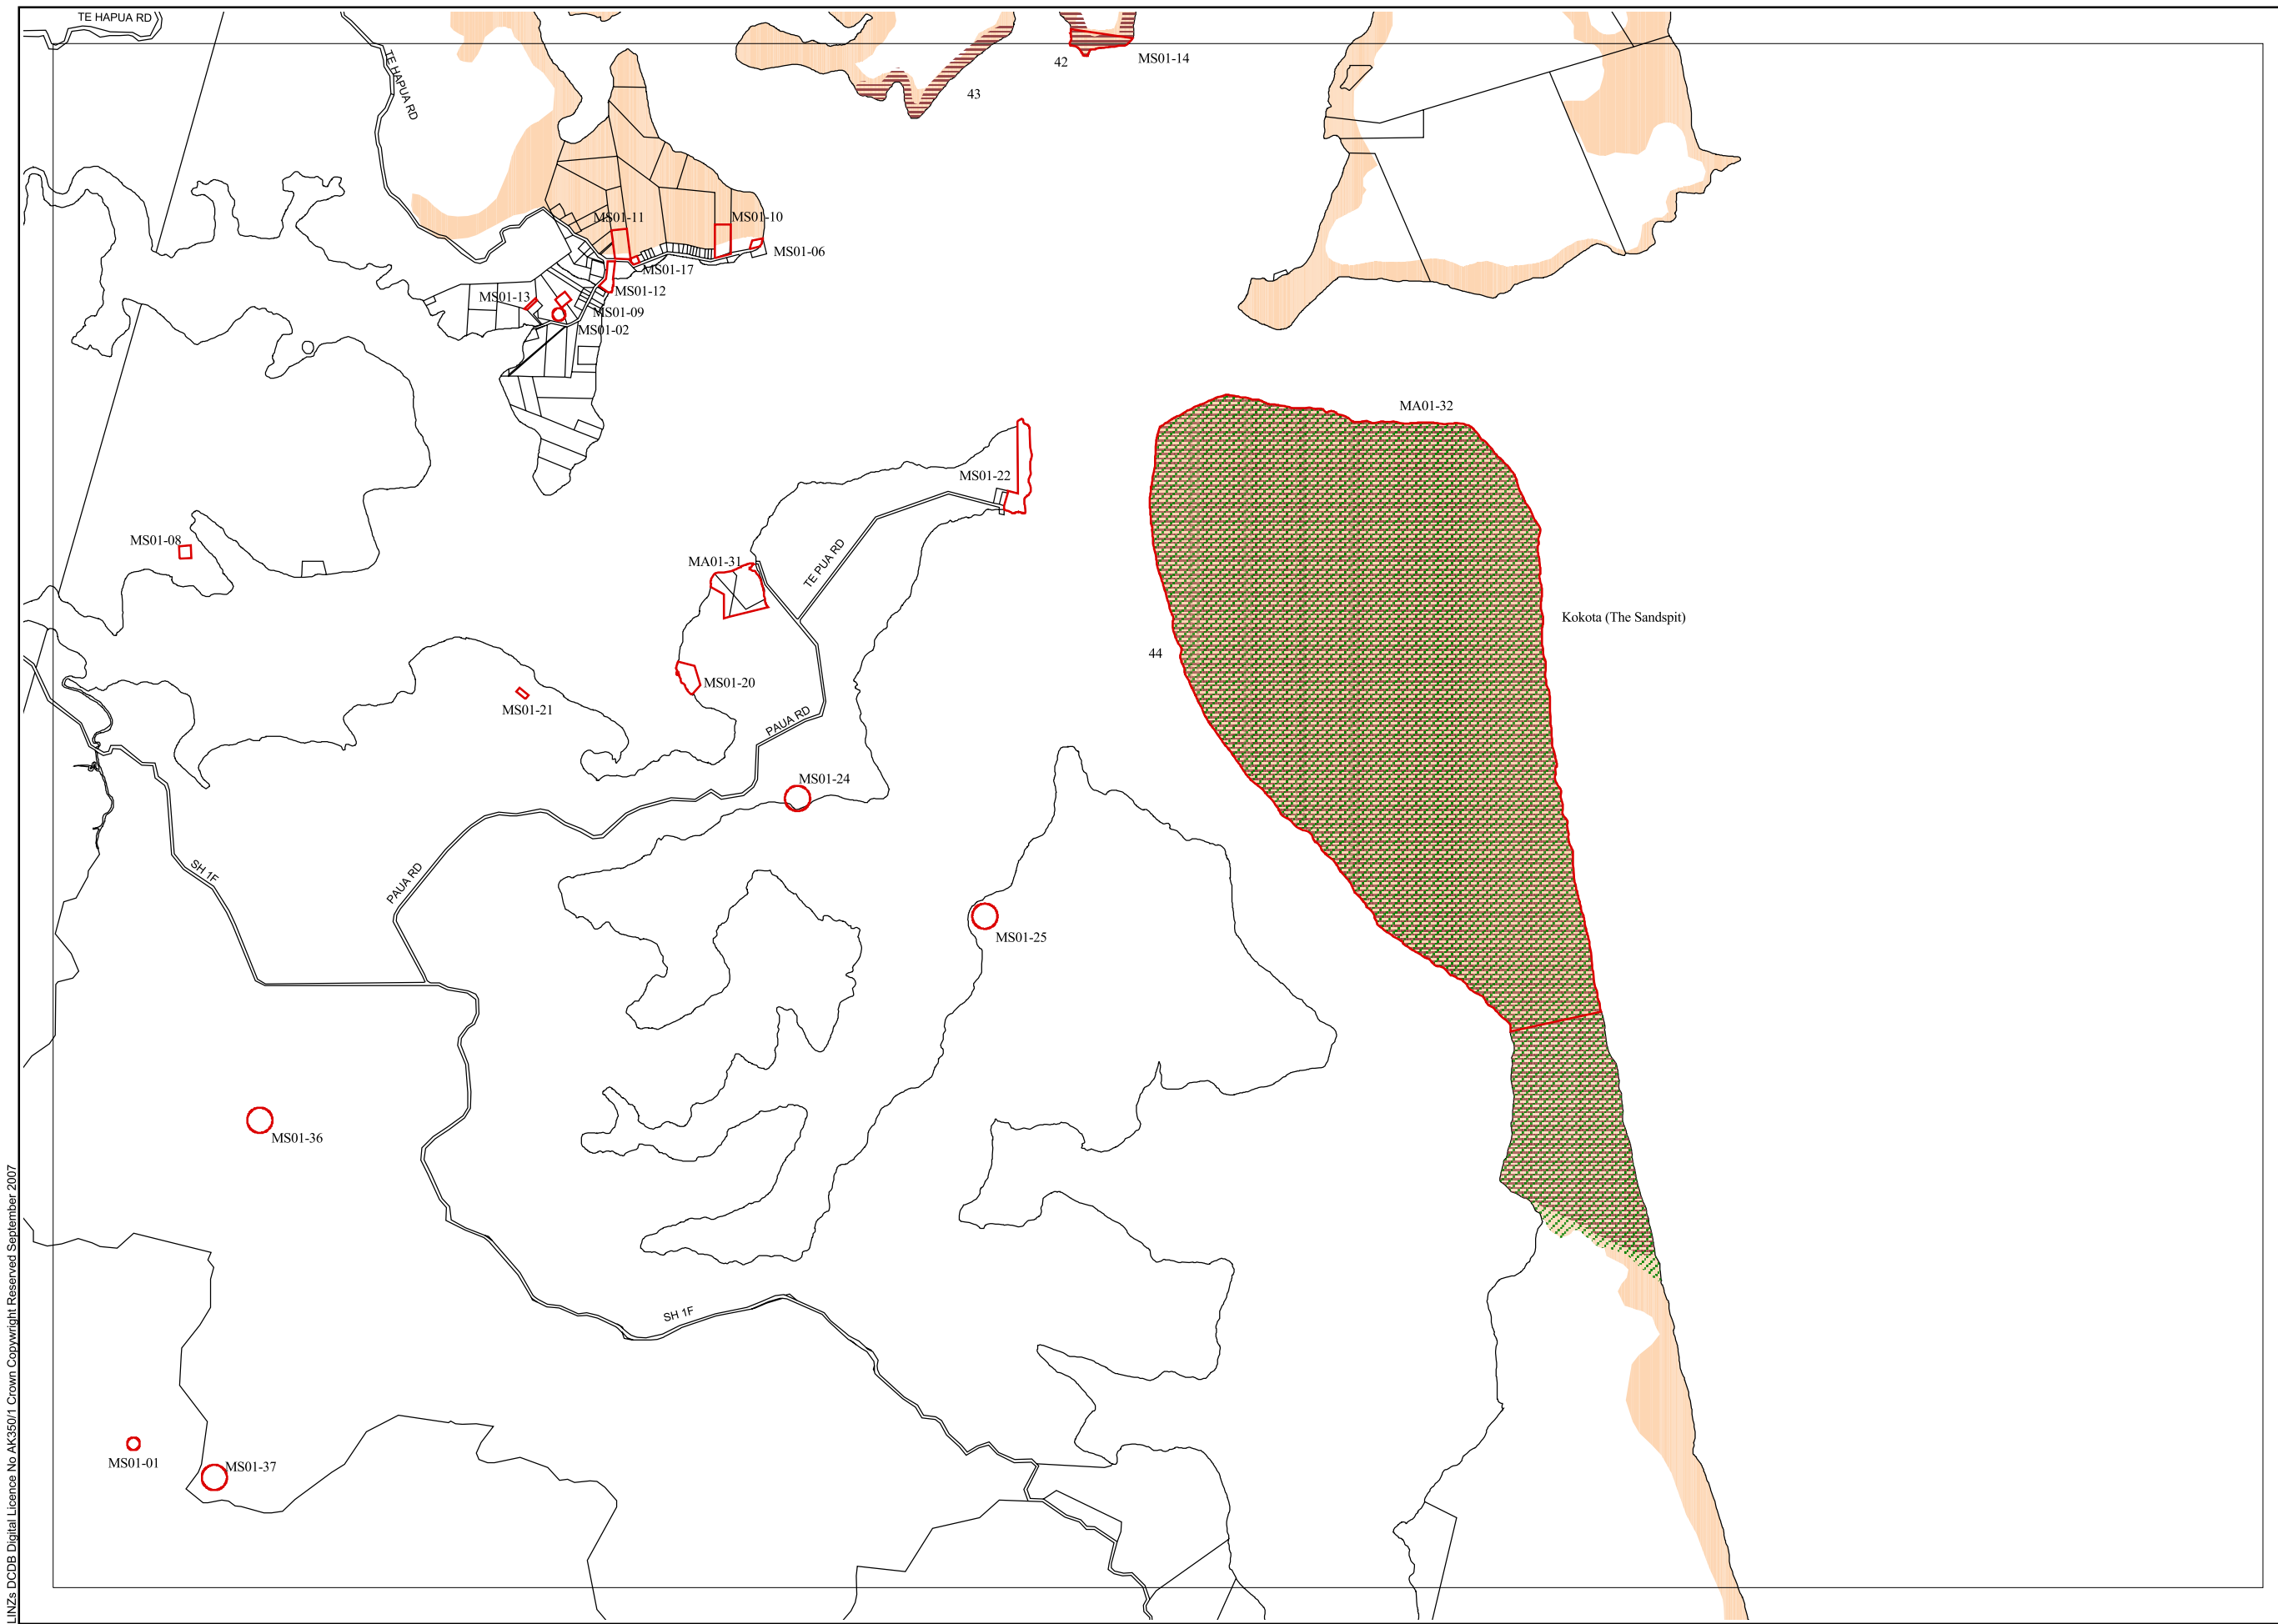 TE HAPUA RD
TE HAPUA RD
42
MS01-14
43
MS01-11
MS01-10
MS01-06
MS01-17
MS01-12
MS01-13
MS01-09
MS01-02
MA01-32
MS01-22
MS01-08
MA01-31
TE PUA RD
Kokota (The Sandspit)
44
MS01-20
MS01-21
PAUA RD
MS01-24
SH 1F
PAUA RD
MS01-25
MS01-36
SH 1F
MS01-01
MS01-37
LINZs DCDB Digital Licence No AK350/1 Crown Copywright Reserved September 2007